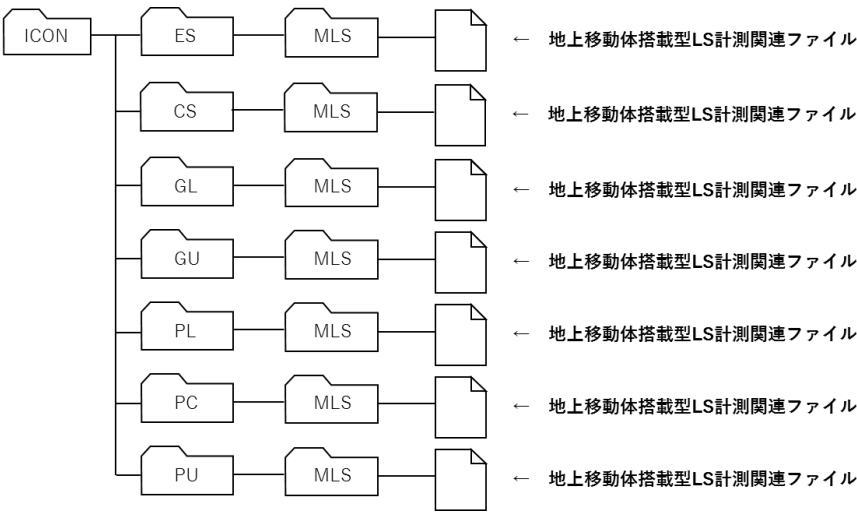 ICON ES MLS ← 地上移動体搭載型LS計測関連ファイル
CS MLS ← 地上移動体搭載型LS計測関連ファイル
GL MLS ← 地上移動体搭載型LS計測関連ファイル
GU MLS ← 地上移動体搭載型LS計測関連ファイル
PL MLS ← 地上移動体搭載型LS計測関連ファイル
PC MLS ← 地上移動体搭載型LS計測関連ファイル
PU MLS ← 地上移動体搭載型LS計測関連ファイル